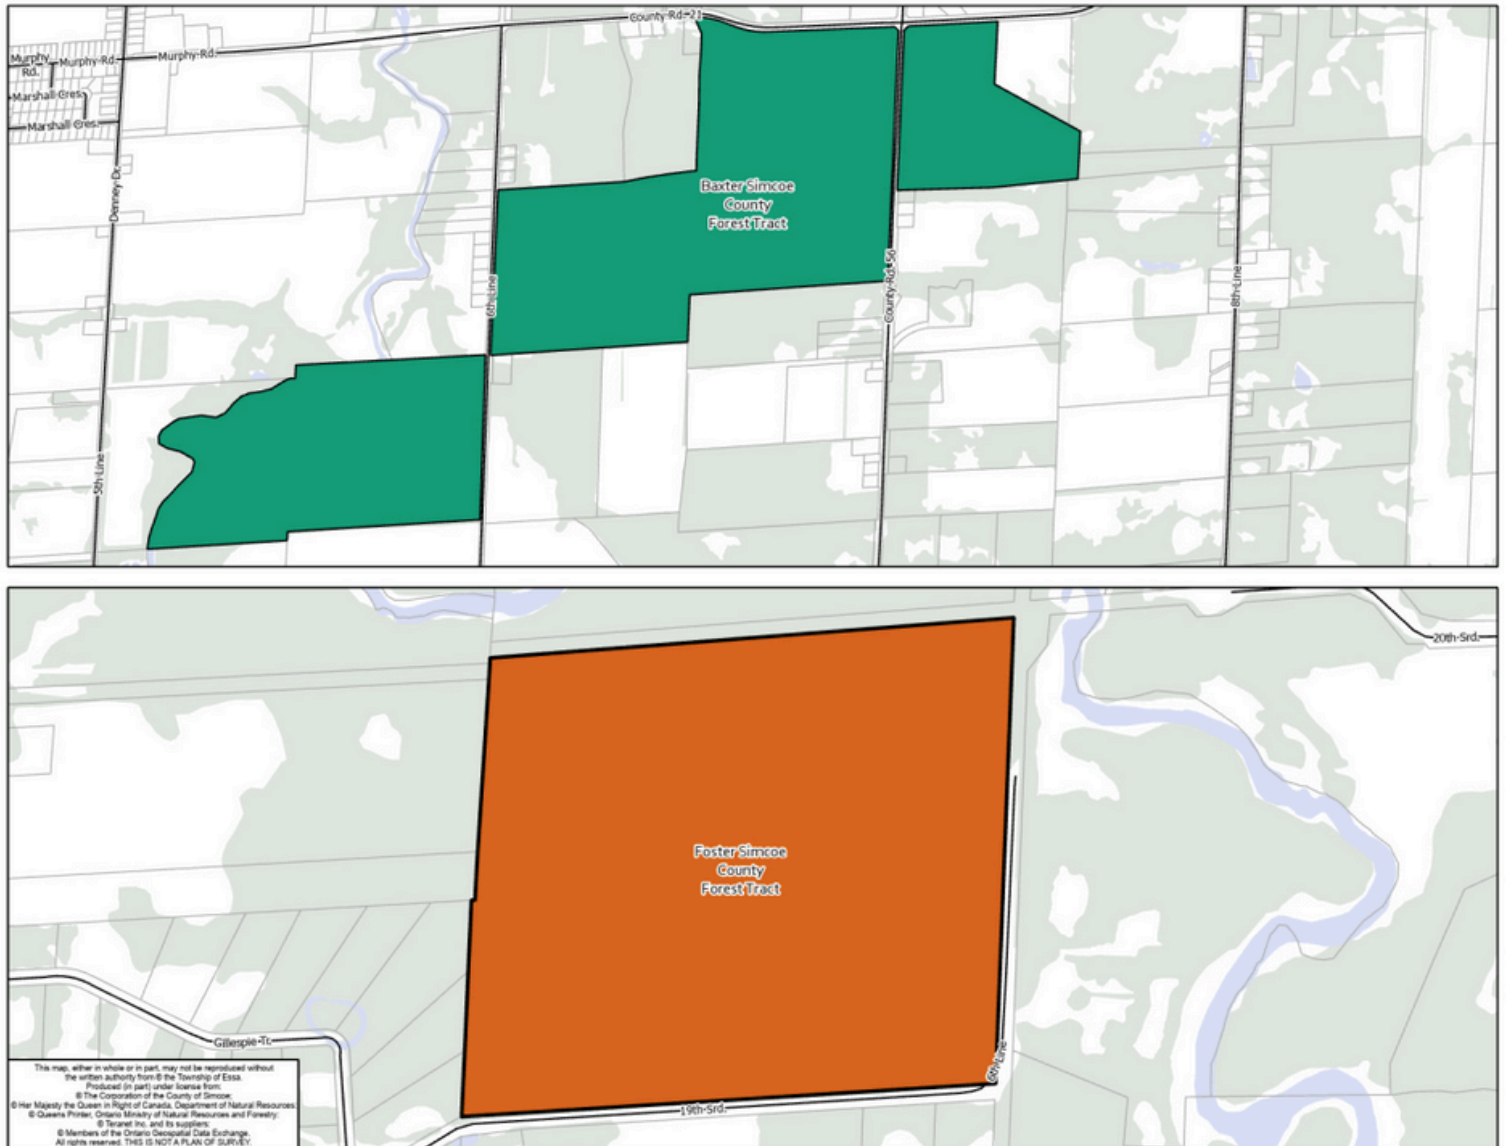 County Rd. 21
Murphy Rd.
Murphy Rd.
Murphy
Rd.
Marshall Cres.
Marshall Cres.
Denney Dr.
Baxter Simcoe
County
Forest Tract
6th Line
County Rd. 56
8th Line
5th Line
20th Srd.
Foster Simcoe
County
Forest Tract
Gillespie Tr.
6th Line
19th Srd.
This map, either in whole or in part, may not be reproduced without
the written authority from © the Township of Essa.
Produced (in part) under license from:
© The Corporation of the County of Simcoe;
© Her Majesty the Queen in Right of Canada, Department of Natural Resources;
© Queens Printer, Ontario Ministry of Natural Resources and Forestry;
© Teranet Inc. and its suppliers;
© Members of the Ontario Geospatial Data Exchange.
All rights reserved. THIS IS NOT A PLAN OF SURVEY.